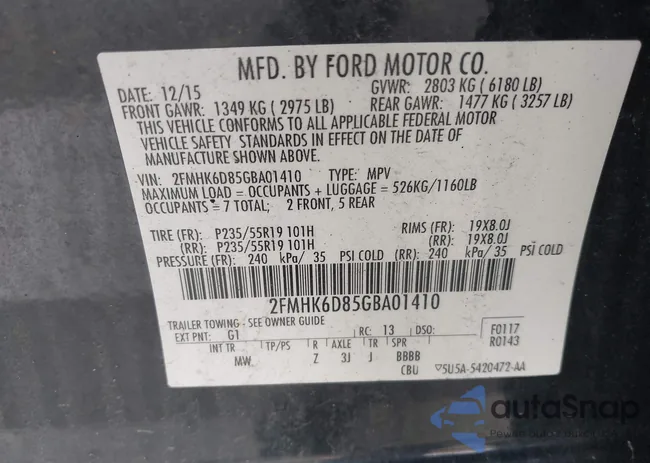 MFD. BY FORD MOTOR CO.
DATE: 12/15 GVWR: 2803 KG ( 6180 LB)
FRONT GAWR: 1349 KG ( 2975 LB) REAR GAWR: 1477 KG ( 3257 LB)
THIS VEHICLE CONFORMS TO ALL APPLICABLE FEDERAL MOTOR
VEHICLE SAFETY STANDARDS IN EFFECT ON THE DATE OF
MANUFACTURE SHOWN ABOVE.
VIN: 2FMHK6D85GBA01410 TYPE: MPV
MAXIMUM LOAD = OCCUPANTS + LUGGAGE = 526KG/1160LB
OCCUPANTS = 7 TOTAL; 2 FRONT, 5 REAR
TIRE (FR): P235/55R19 101H RIMS (FR): 19X8.0J
(RR): P235/55R19 101H (RR): 19X8.0J
PRESSURE (FR): 240 kPa/ 35 PSI COLD (RR): 240 kPa/ 35 PSI COLD
2FMHK6D85GBA01410
TRAILER TOWING - SEE OWNER GUIDE
EXT PNT: G1 RC: 13 DSO: F0117
INT TR TP/PS R AXLE TR SPR R0143
MW Z 3J J BBBB
CBU 5U5A-5420472-AA
autoSnap
Power auto auctions